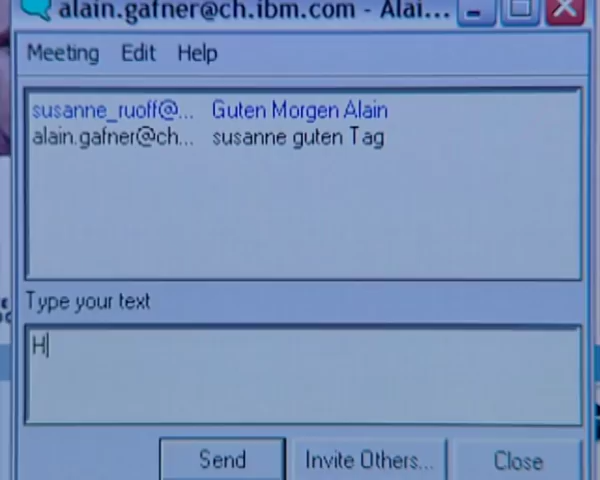 alain.gafner@ch.ibm.com - Alai...
Meeting Edit Help
susanne_ruoff@... Guten Morgen Alain
alain.gafner@ch... susanne guten Tag
Type your text
H
Send Invite Others... Close